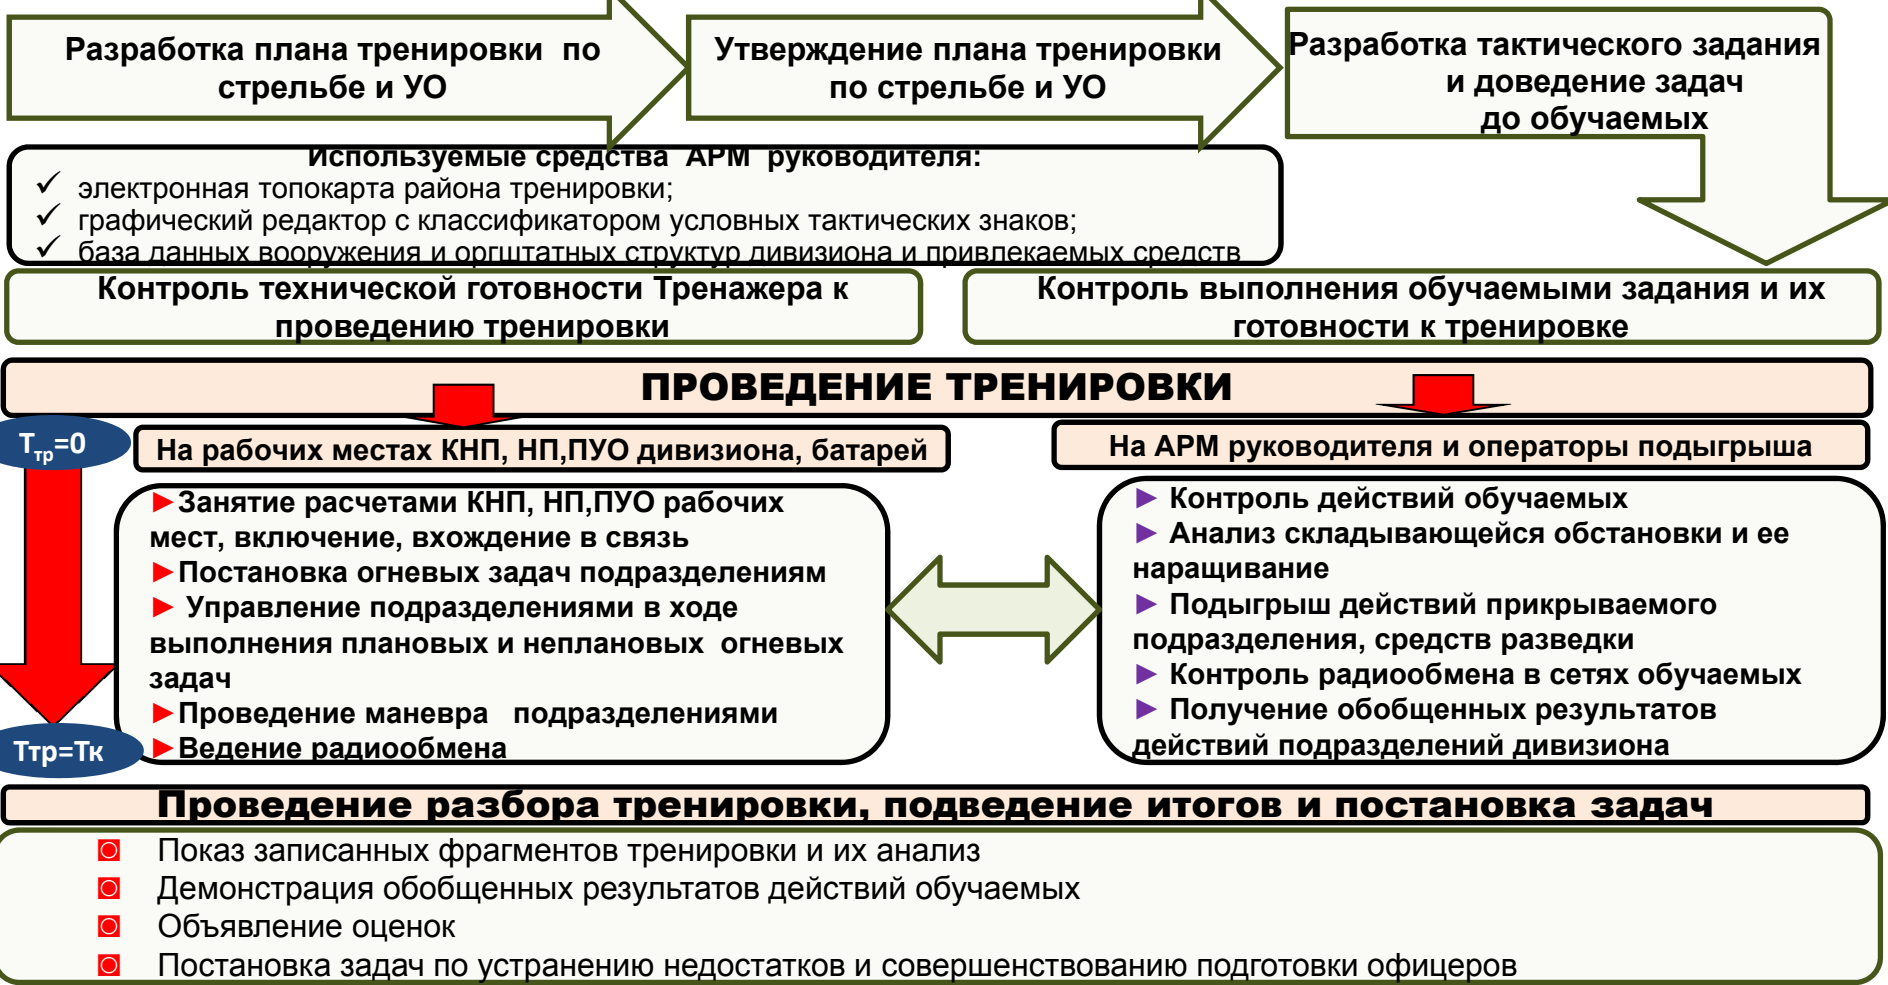 Разработка плана тренировки по
стрельбе и УО
Утверждение плана тренировки
по стрельбе и УО
Разработка тактического задания
и доведение задач
до обучаемых
Используемые средства АРМ руководителя:
✓ электронная топокарта района тренировки;
✓ графический редактор с классификатором условных тактических знаков;
✓ база данных вооружения и оргштатных структур дивизиона и привлекаемых средств
Контроль технической готовности Тренажера к
проведению тренировки
Контроль выполнения обучаемыми задания и их
готовности к тренировке
ПРОВЕДЕНИЕ ТРЕНИРОВКИ
Tтр=0
На рабочих местах КНП, НП,ПУО дивизиона, батарей
►Занятие расчетами КНП, НП,ПУО рабочих
мест, включение, вхождение в связь
►Постановка огневых задач подразделениям
► Управление подразделениями в ходе
выполнения плановых и неплановых огневых
задач
►Проведение маневра подразделениями
►Ведение радиообмена
Tтр=Tк
На АРМ руководителя и операторы подыгрыша
► Контроль действий обучаемых
► Анализ складывающейся обстановки и ее
наращивание
► Подыгрыш действий прикрываемого
подразделения, средств разведки
► Контроль радиообмена в сетях обучаемых
► Получение обобщенных результатов
действий подразделений дивизиона
Проведение разбора тренировки, подведение итогов и постановка задач
Показ записанных фрагментов тренировки и их анализ
Демонстрация обобщенных результатов действий обучаемых
Объявление оценок
Постановка задач по устранению недостатков и совершенствованию подготовки офицеров